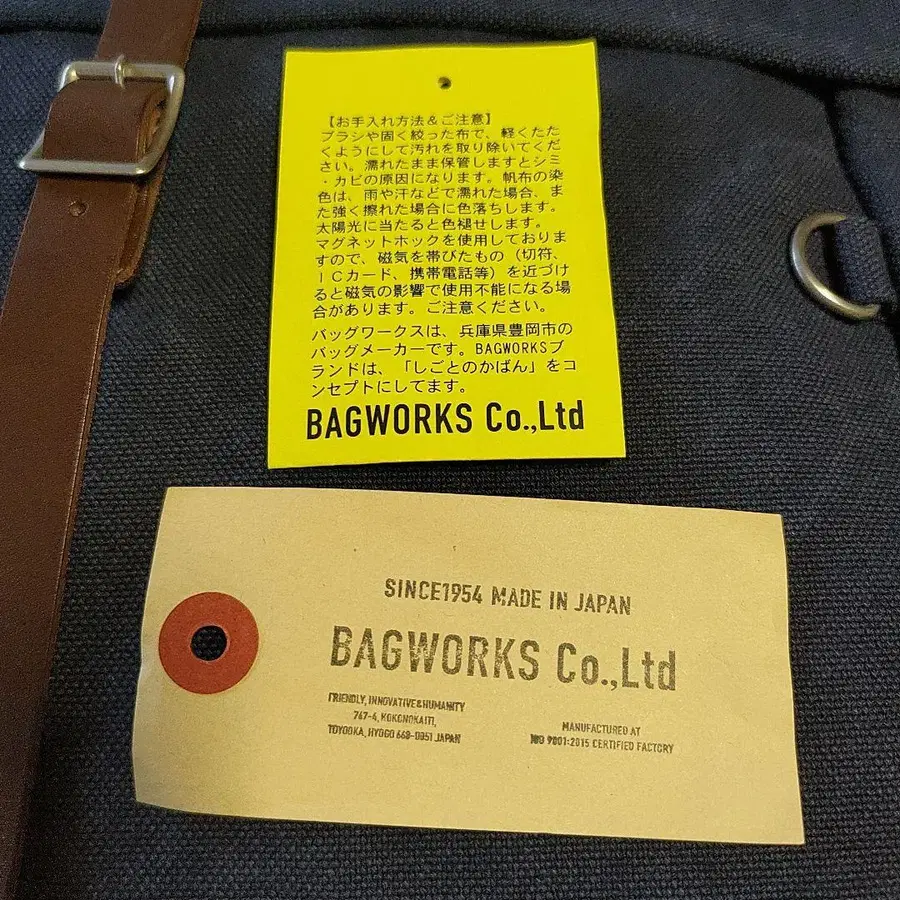 【お手入れ方法＆ご注意】
ブラシや固く絞った布で、軽くたた
くようにして汚れを取り除いてくだ
さい。濡れたまま保管しますとシミ
・カビの原因になります。帆布の染
色は、雨や汗などで濡れた場合、ま
た強く擦れた場合に色落ちします。
太陽光に当たると色褪せします。
マグネットホックを使用しておりま
すので、磁気を帯びたもの（切符、
ＩＣカード、携帯電話等）を近づけ
ると磁気の影響で使用不能になる場
合があります。ご注意ください。
バッグワークスは、兵庫県豊岡市の
バッグメーカーです。BAGWORKSブ
ランドは、「しごとのかばん」をコ
ンセプトにしてます。
BAGWORKS Co.,Ltd
SINCE1954 MADE IN JAPAN
BAGWORKS Co.,Ltd
FRIENDLY, INNOVATIVE&HUMANITY
767-4, KOKONOKAITI,
TOYOOKA, HYOGO 668-0051 JAPAN
MANUFACTURED AT
ISO 9001:2015 CERTIFIED FACTORY